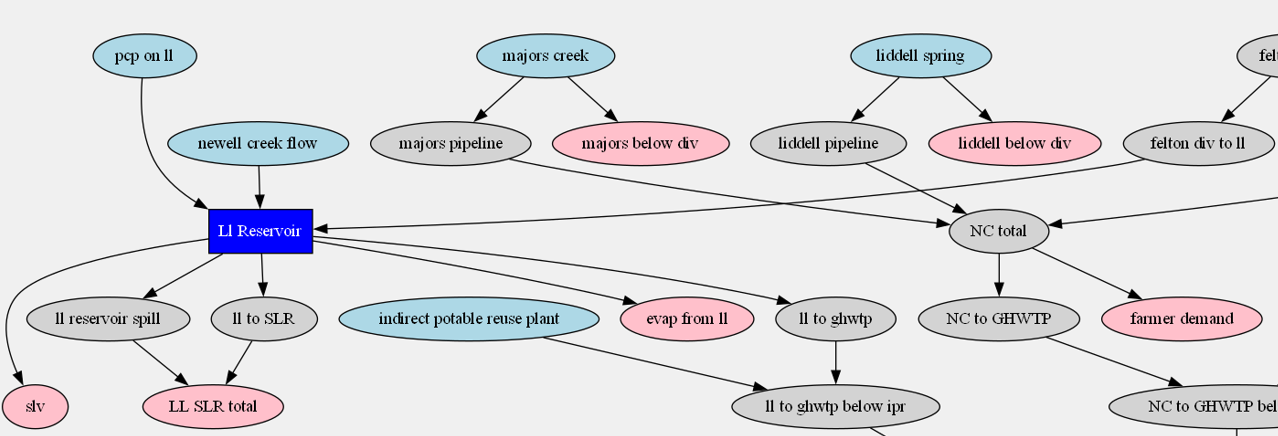 pcp on ll
majors creek
liddell spring
newell creek flow
majors pipeline
majors below div
liddell pipeline
liddell below div
felton div to ll
Ll Reservoir
NC total
ll reservoir spill
ll to SLR
indirect potable reuse plant
evap from ll
ll to ghwtp
NC to GHWTP
farmer demand
slv
LL SLR total
ll to ghwtp below ipr
NC to GHWTP